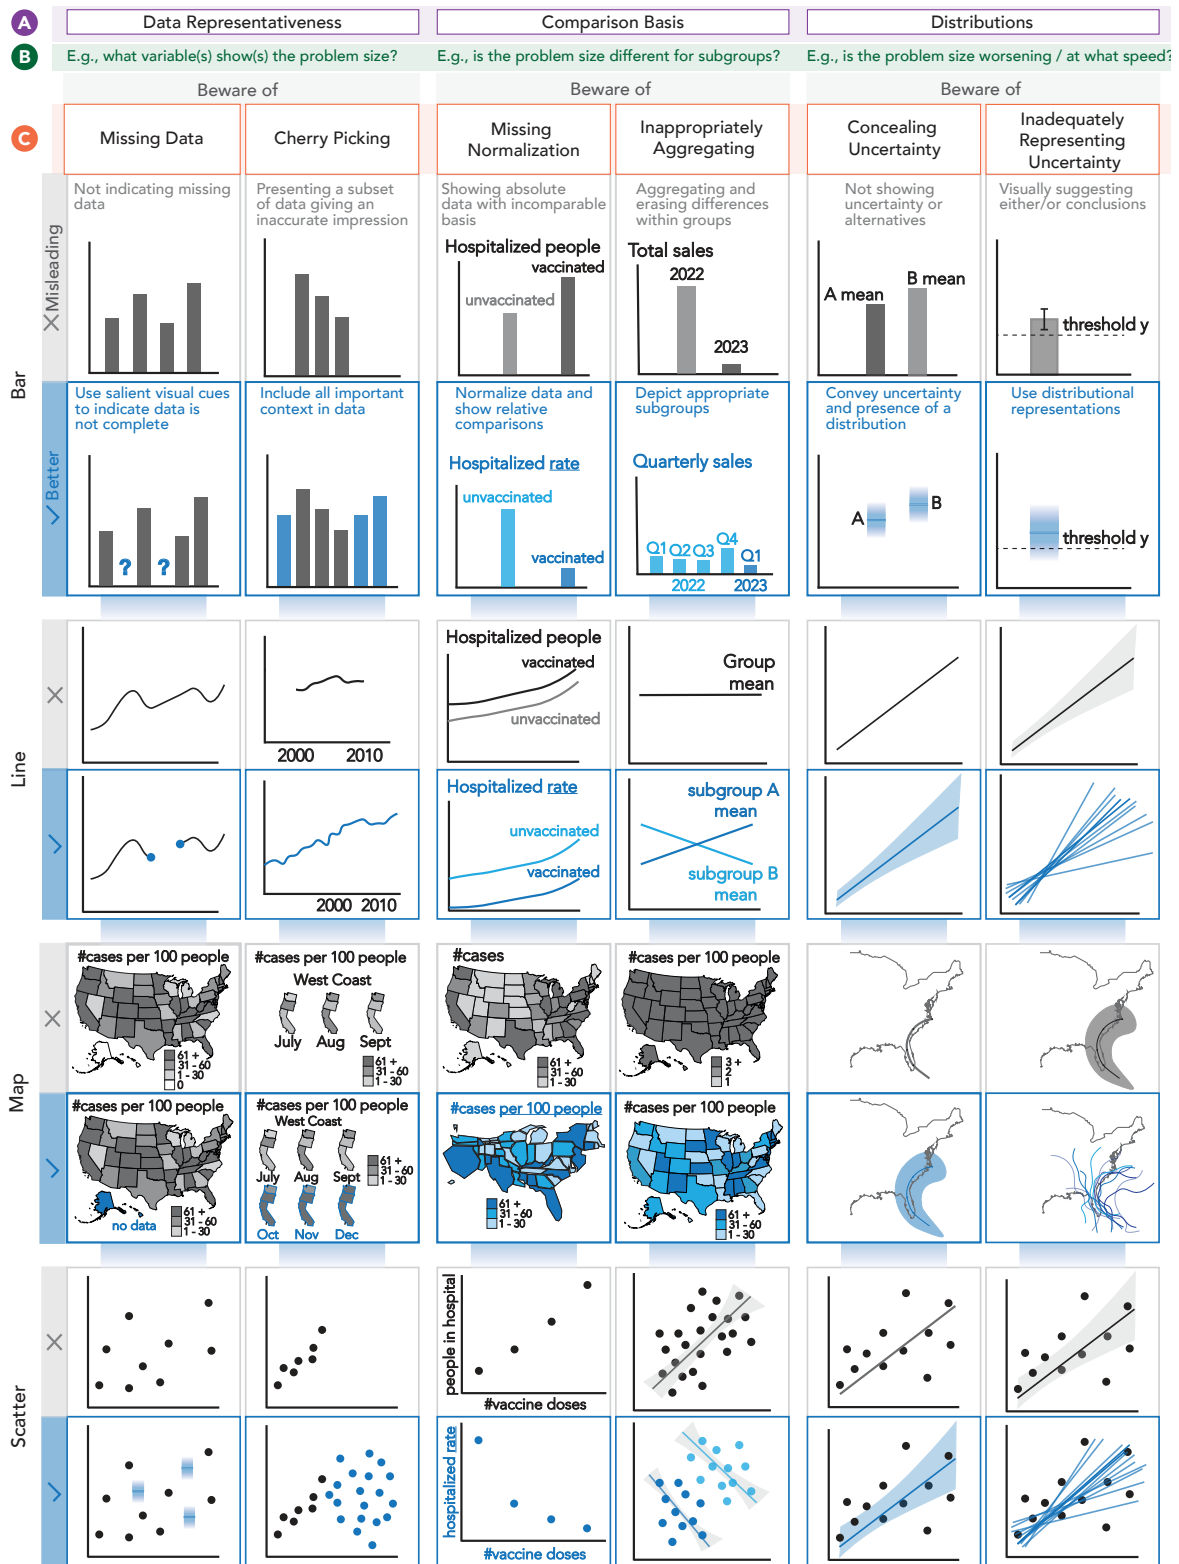 A
Data Representativeness
Comparison Basis
Distributions
B
E.g., what variable(s) show(s) the problem size?
E.g., is the problem size different for subgroups?
E.g., is the problem size worsening / at what speed?
Beware of
Beware of
Beware of
C
Missing Data
Cherry Picking
Missing
Normalization
Inappropriately
Aggregating
Concealing
Uncertainty
Inadequately
Representing
Uncertainty
Bar
Misleading
Not indicating missing
data
Presenting a subset
of data giving an
inaccurate impression
Showing absolute
data with incomparable
basis
Hospitalized people
vaccinated
unvaccinated
Aggregating and
erasing differences
within groups
Total sales
2022
2023
Not showing
uncertainty or
alternatives
A mean
B mean
Visually suggesting
either/or conclusions
threshold y
Better
Use salient visual cues
to indicate data is
not complete
?
?
Include all important
context in data
Normalize data and
show relative
comparisons
Hospitalized rate
unvaccinated
vaccinated
Depict appropriate
subgroups
Quarterly sales
Q1
Q2
Q3
Q4
Q1
2022
2023
Convey uncertainty
and presence of a
distribution
A
B
Use distributional
representations
threshold y
Line
2000
2010
Hospitalized people
vaccinated
unvaccinated
Group
mean
2000
2010
Hospitalized rate
unvaccinated
vaccinated
subgroup A
mean
subgroup B
mean
Map
#cases per 100 people
61 +
31 - 60
1 - 30
0
#cases per 100 people
West Coast
July
Aug
Sept
61 +
31 - 60
1 - 30
#cases
61 +
31 - 60
1 - 30
#cases per 100 people
3 +
2
1
#cases per 100 people
no data
61 +
31 - 60
1 - 30
#cases per 100 people
West Coast
July
Aug
Sept
61 +
31 - 60
1 - 30
Oct
Nov
Dec
#cases per 100 people
61 +
31 - 60
1 - 30
#cases per 100 people
61 +
31 - 60
1 - 30
Scatter
people in hospital
#vaccine doses
hospitalized rate
#vaccine doses